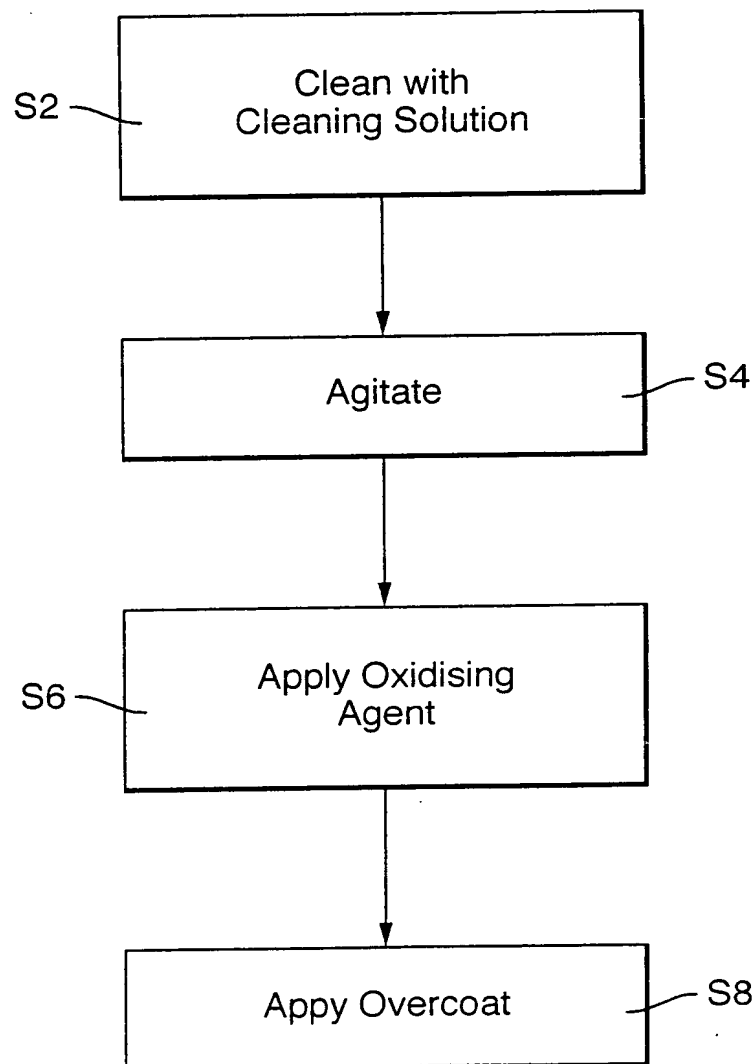 Clean with
S2
Cleaning Solution
Agitate
S4
Apply Oxidising
S6
Agent
Appy Overcoat
S8